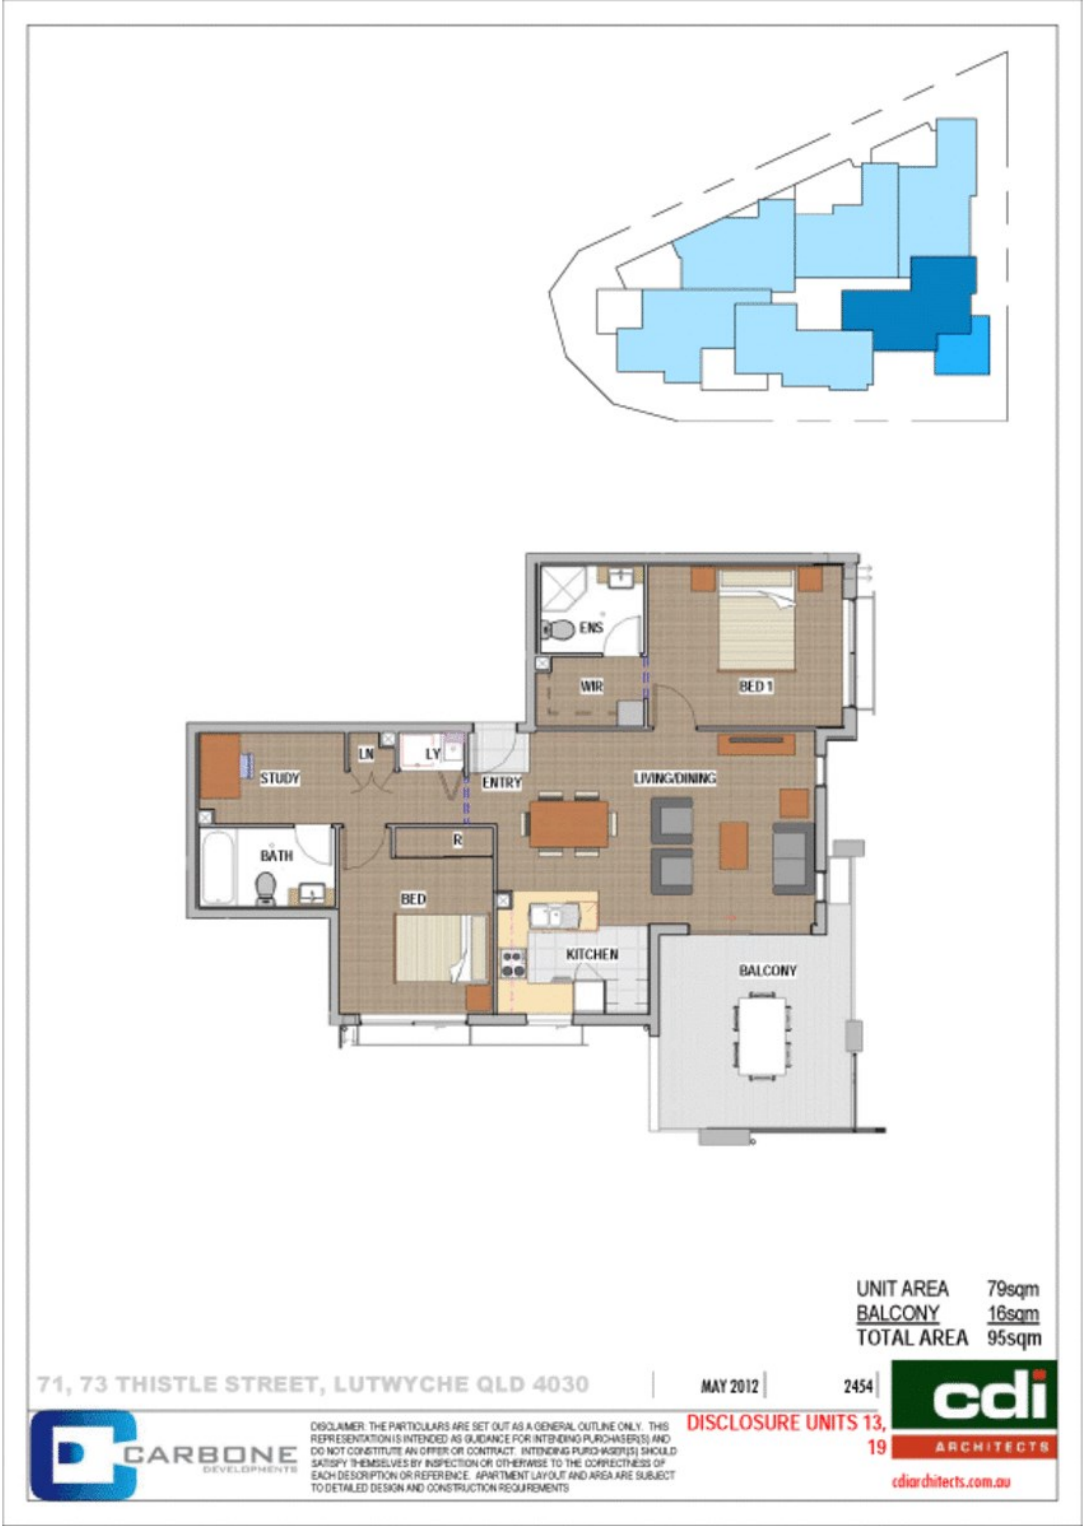 ENS
WIR
BED 1
LN
LY
STUDY
ENTRY
LIVING/DINING
R
BATH
BED
KITCHEN
BALCONY
UNIT AREA 79sqm
BALCONY 16sqm
TOTAL AREA 95sqm
71, 73 THISTLE STREET, LUTWYCHE QLD 4030
MAY 2012
2454
cdi
ARCHITECTS
cdiarchitects.com.au
DISCLOSURE UNITS 13,
19
CARBONE
DEVELOPMENTS
DISCLAIMER: THE PARTICULARS ARE SET OUT AS A GENERAL OUTLINE ONLY. THIS
REPRESENTATION IS INTENDED AS GUIDANCE FOR INTENDING PURCHASER(S) AND
DO NOT CONSTITUTE AN OFFER OR CONTRACT. INTENDING PURCHASER(S) SHOULD
SATISFY THEMSELVES BY INSPECTION OR OTHERWISE TO THE CORRECTNESS OF
EACH DESCRIPTION OR REFERENCE. APARTMENT LAYOUT AND AREA ARE SUBJECT
TO DETAILED DESIGN AND CONSTRUCTION REQUIREMENTS